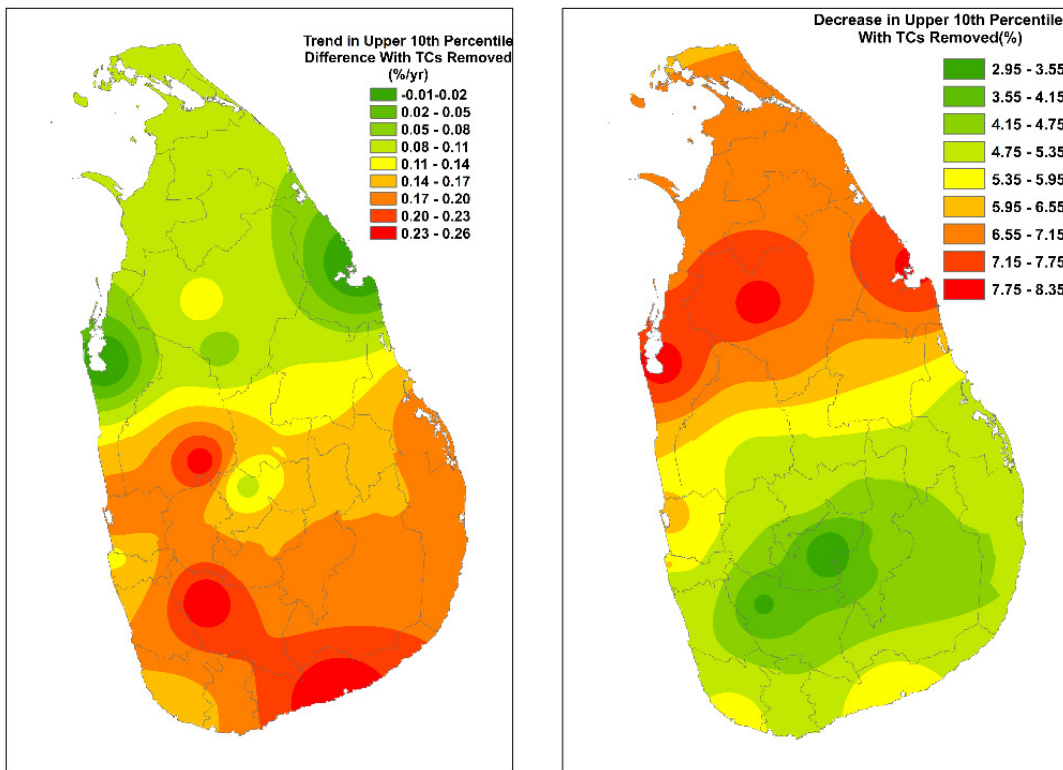 Trend in Upper 10th Percentile
Difference With TCs Removed
(%/yr)
-0.01-0.02
0.02 - 0.05
0.05 - 0.08
0.08 - 0.11
0.11 - 0.14
0.14 - 0.17
0.17 - 0.20
0.20 - 0.23
0.23 - 0.26
Decrease in Upper 10th Percentile
With TCs Removed(%)
2.95 - 3.55
3.55 - 4.15
4.15 - 4.75
4.75 - 5.35
5.35 - 5.95
5.95 - 6.55
6.55 - 7.15
7.15 - 7.75
7.75 - 8.35